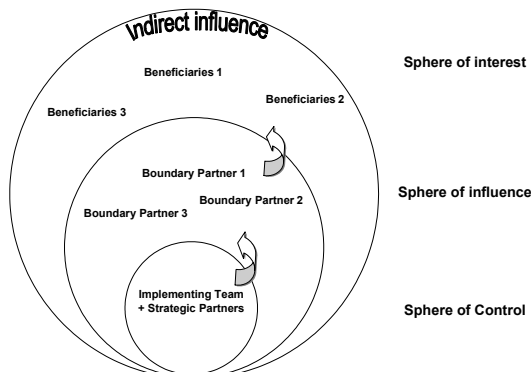 Indirect influence
Sphere of interest
Beneficiaries 1
Beneficiaries 2
Beneficiaries 3
Boundary Partner 1
Sphere of influence
Boundary Partner 2
Boundary Partner 3
Implementing Team
+ Strategic Partners
Sphere of Control